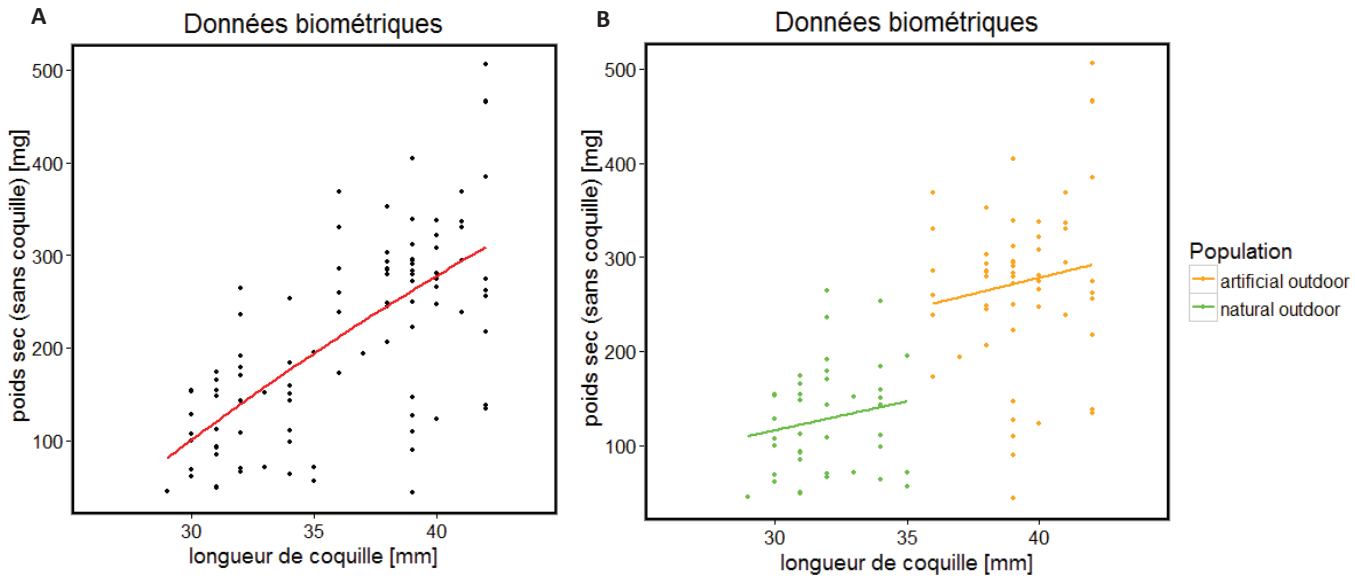 A
Données biométriques
poids sec (sans coquille) [mg]
500
400
300
200
100
30
35
40
longueur de coquille [mm]
B
Données biométriques
poids sec (sans coquille) [mg]
500
400
300
200
100
30
35
40
longueur de coquille [mm]
Population
artificial outdoor
natural outdoor